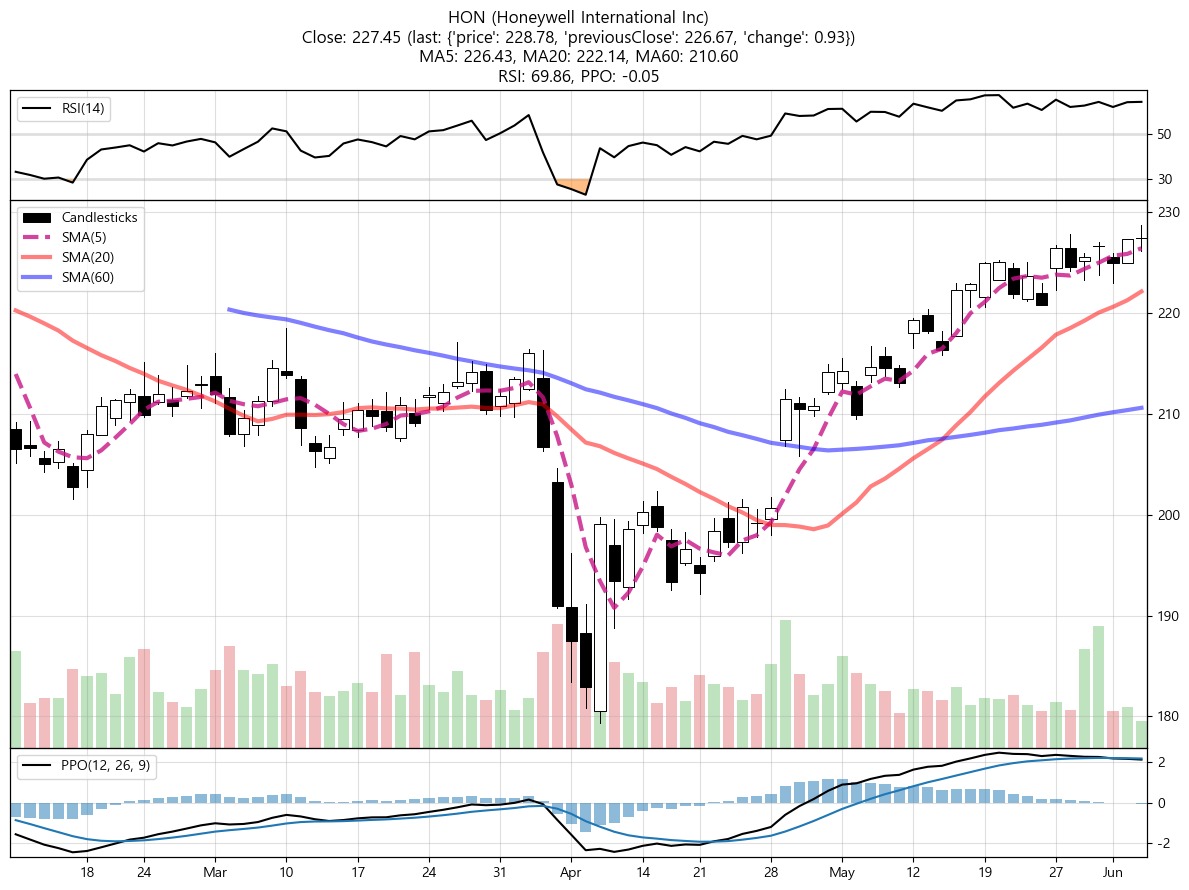 HON (Honeywell International Inc)
Close: 227.45 (last: {'price': 228.78, 'previousClose': 226.67, 'change': 0.93})
MA5: 226.43, MA20: 222.14, MA60: 210.60
RSI: 69.86, PPO: -0.05
RSI(14)
50
30
Candlesticks
SMA(5)
SMA(20)
SMA(60)
230
220
210
200
190
180
PPO(12, 26, 9)
2
0
-2
18 24 Mar 10 17 24 31 Apr 14 21 28 May 12 19 27 Jun